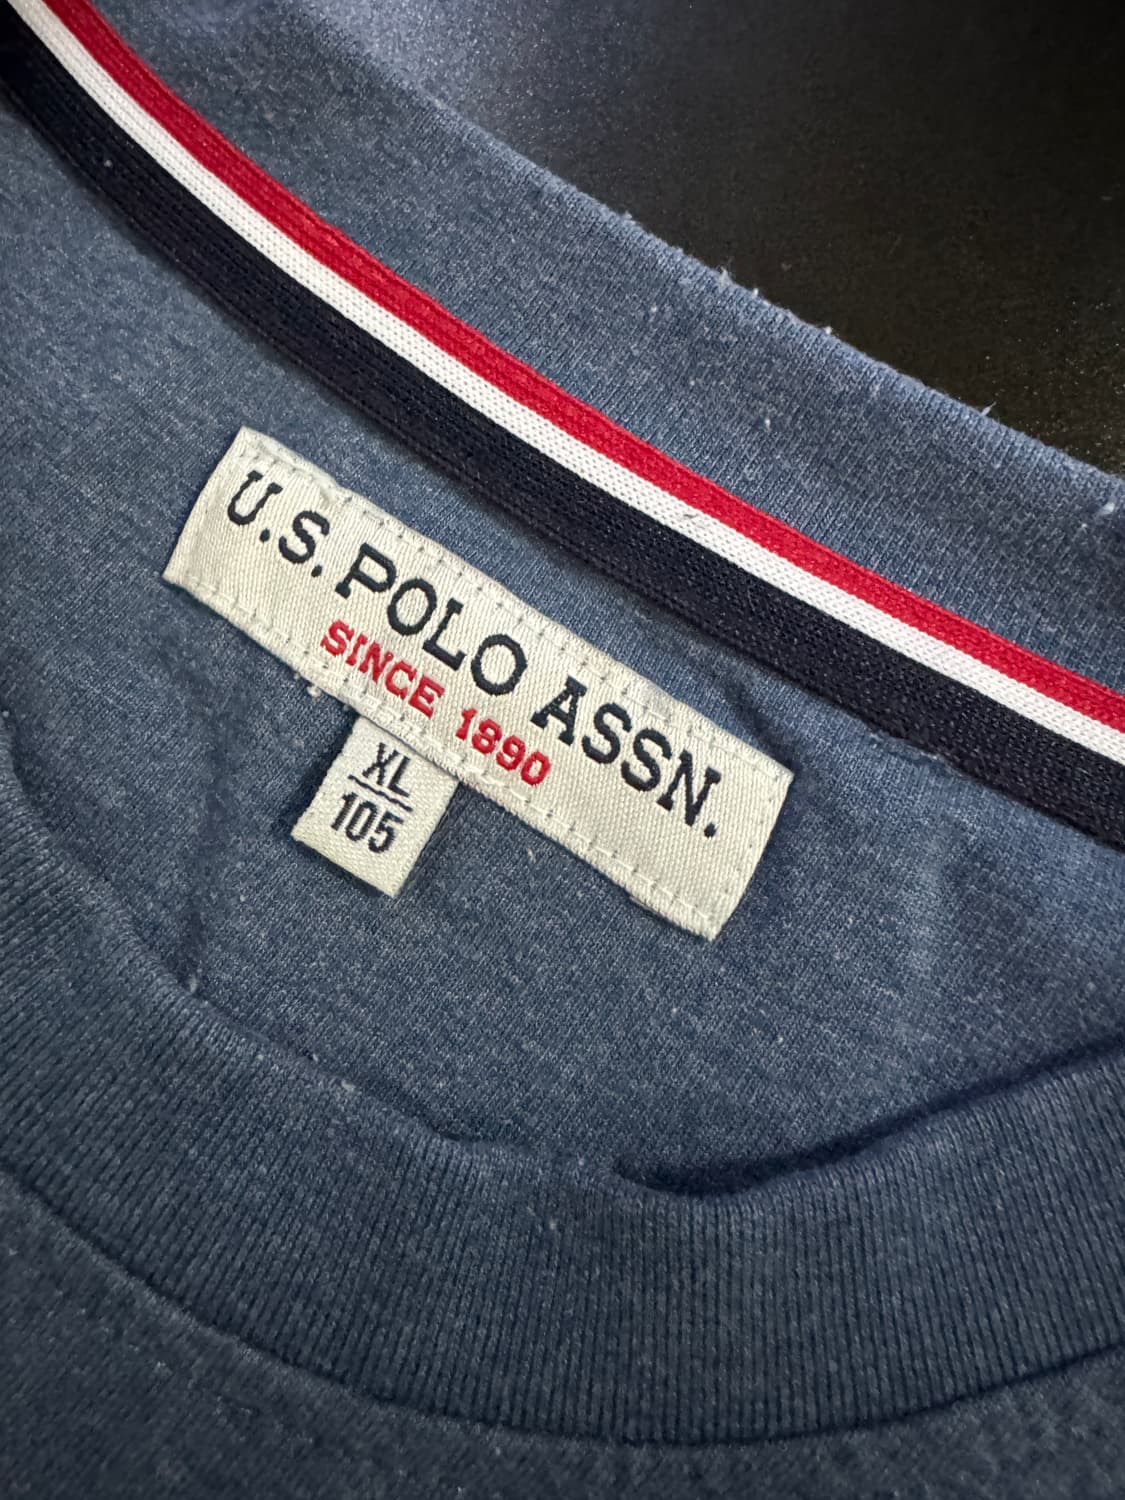 U.S. POLO ASSN.
SINCE 1890
XL
105